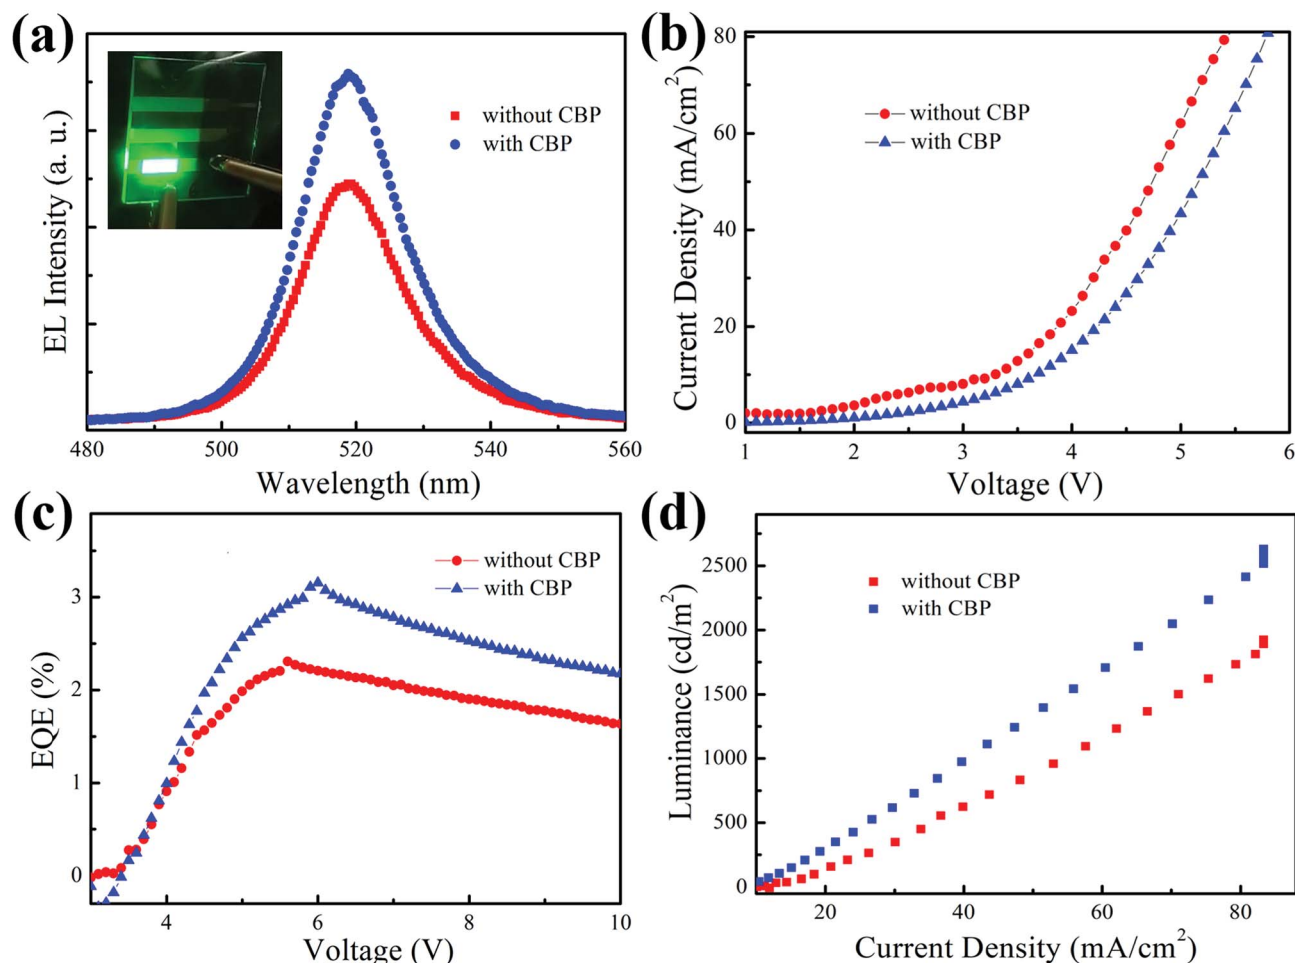 (a)
without CBP
with CBP
EL Intensity (a. u.)
480
500
520
540
560
Wavelength (nm)
(b)
80
60
40
20
0
without CBP
with CBP
Current Density (mA/cm²)
1
2
3
4
5
6
Voltage (V)
(c)
3
2
1
0
without CBP
with CBP
EQE (%)
4
6
8
10
Voltage (V)
(d)
2500
2000
1500
1000
500
0
without CBP
with CBP
Luminance (cd/m²)
20
40
60
80
Current Density (mA/cm²)